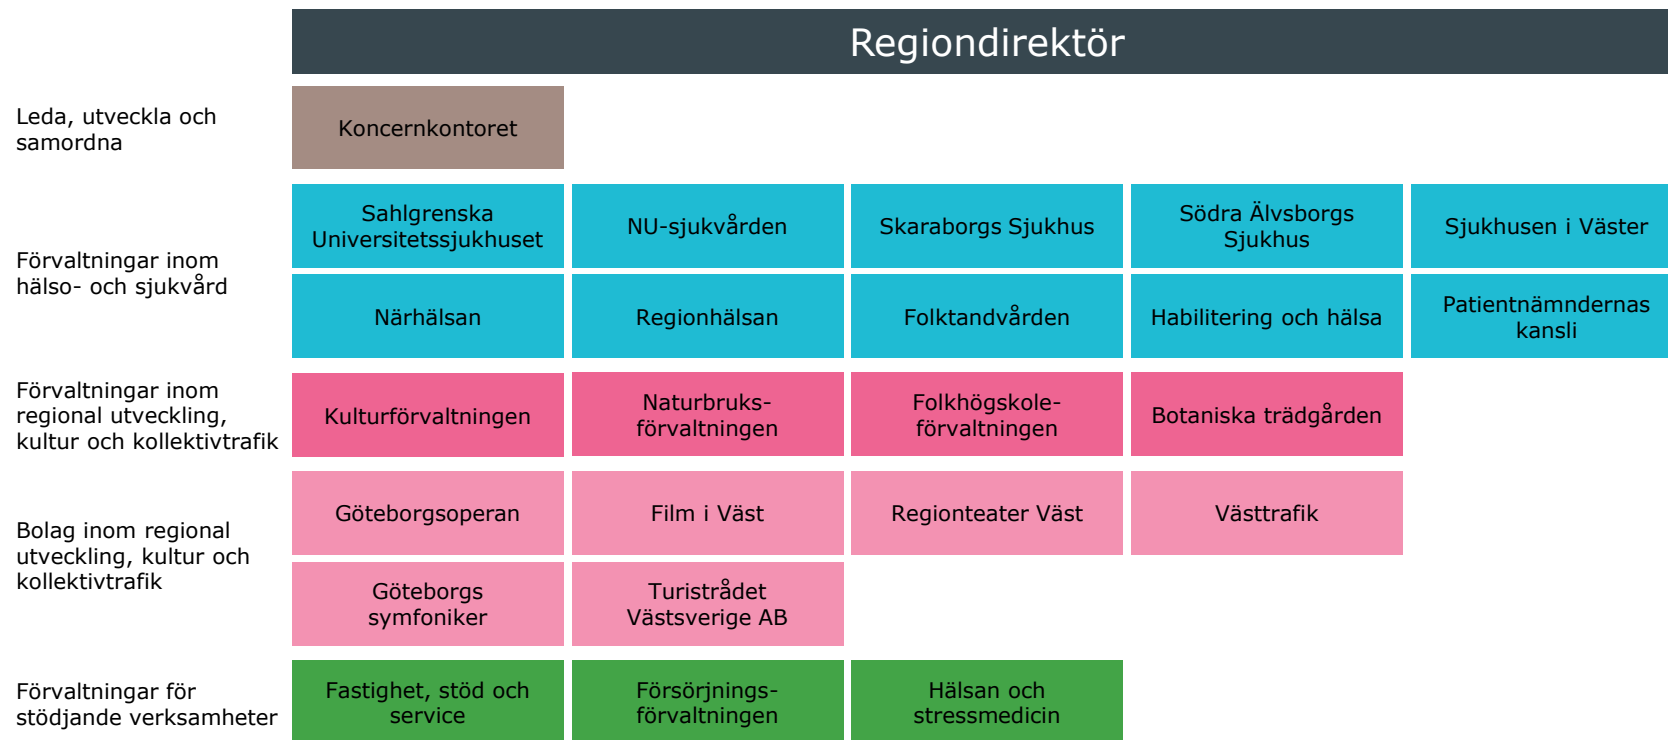 Regiondirektör
Leda, utveckla och
samordna
Koncernkontoret
Förvaltningar inom
hälso- och sjukvård
Sahlgrenska
Universitetssjukhuset
NU-sjukvården
Skaraborgs Sjukhus
Södra Älvsborgs
Sjukhus
Sjukhusen i Väster
Närhälsan
Regionhälsan
Folktandvården
Habilitering och hälsa
Patientnämndernas
kansli
Förvaltningar inom
regional utveckling,
kultur och kollektivtrafik
Kulturförvaltningen
Naturbruks-
förvaltningen
Folkhögskole-
förvaltningen
Botaniska trädgården
Bolag inom regional
utveckling, kultur och
kollektivtrafik
Göteborgsoperan
Film i Väst
Regionteater Väst
Västtrafik
Göteborgs
symfoniker
Turistrådet
Västsverige AB
Förvaltningar för
stödjande verksamheter
Fastighet, stöd och
service
Försörjnings-
förvaltningen
Hälsan och
stressmedicin